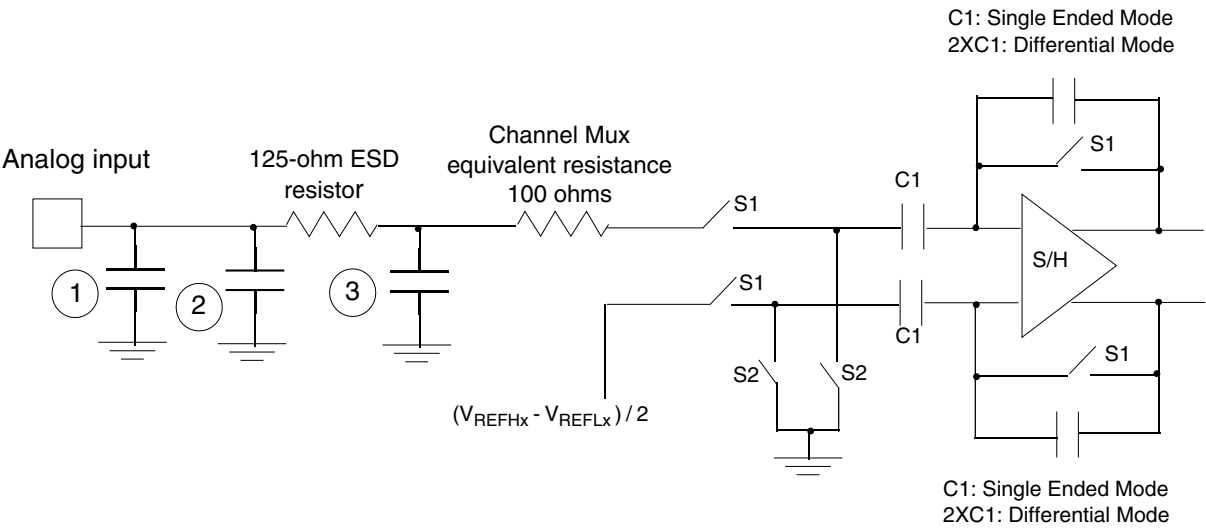 C1: Single Ended Mode
2XC1: Differential Mode
Analog input
125-ohm ESD
resistor
Channel Mux
equivalent resistance
100 ohms
S1
C1
S1
S/H
1
2
3
S1
C1
S1
S2
S2
(VREFHx - VREFLx) / 2
C1: Single Ended Mode
2XC1: Differential Mode